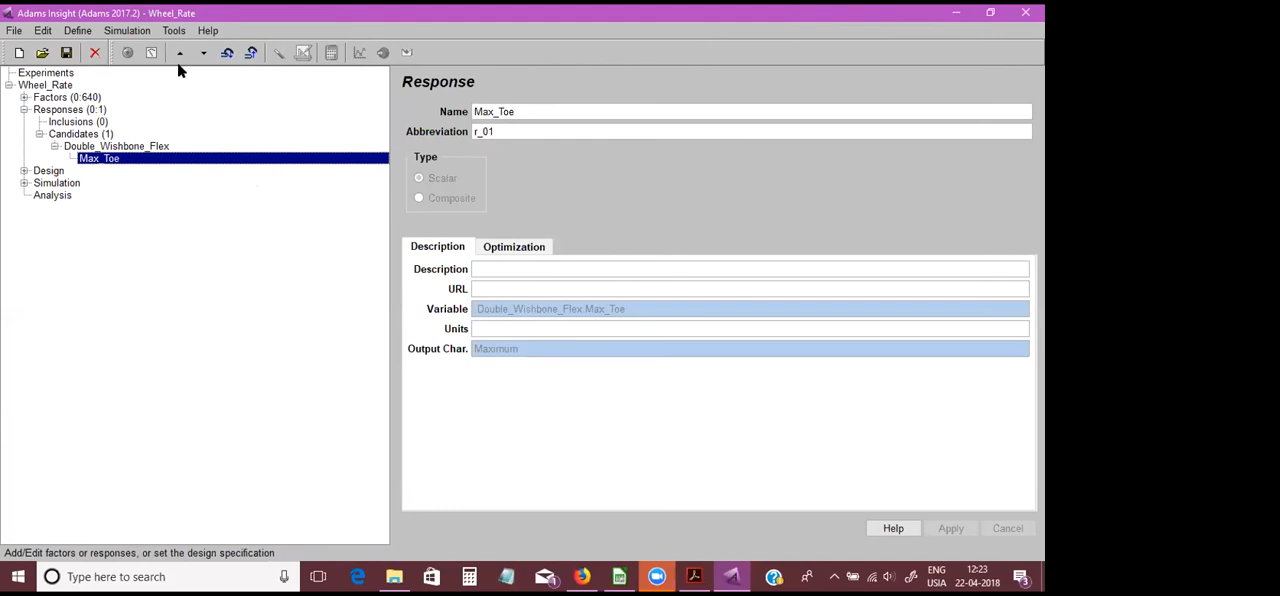 Adams Insight (Adams 2017.2) - Wheel_Rate
File Edit Define Simulation Tools Help
Experiments
Wheel_Rate
Factors (0:640)
Responses (0:1)
Inclusions (0)
Candidates (1)
Double_Wishbone_Flex
Max_Toe
Design
Simulation
Analysis
Response
Name Max_Toe
Abbreviation r_01
Type
Scalar
Composite
Description Optimization
Description
URL
Variable Double_Wishbone_Flex.Max_Toe
Units
Output Char. Maximum
Help Apply Cancel
Add/Edit factors or responses, or set the design specification
Type here to search
ENG
USIA
12:23
22-04-2018
1
3